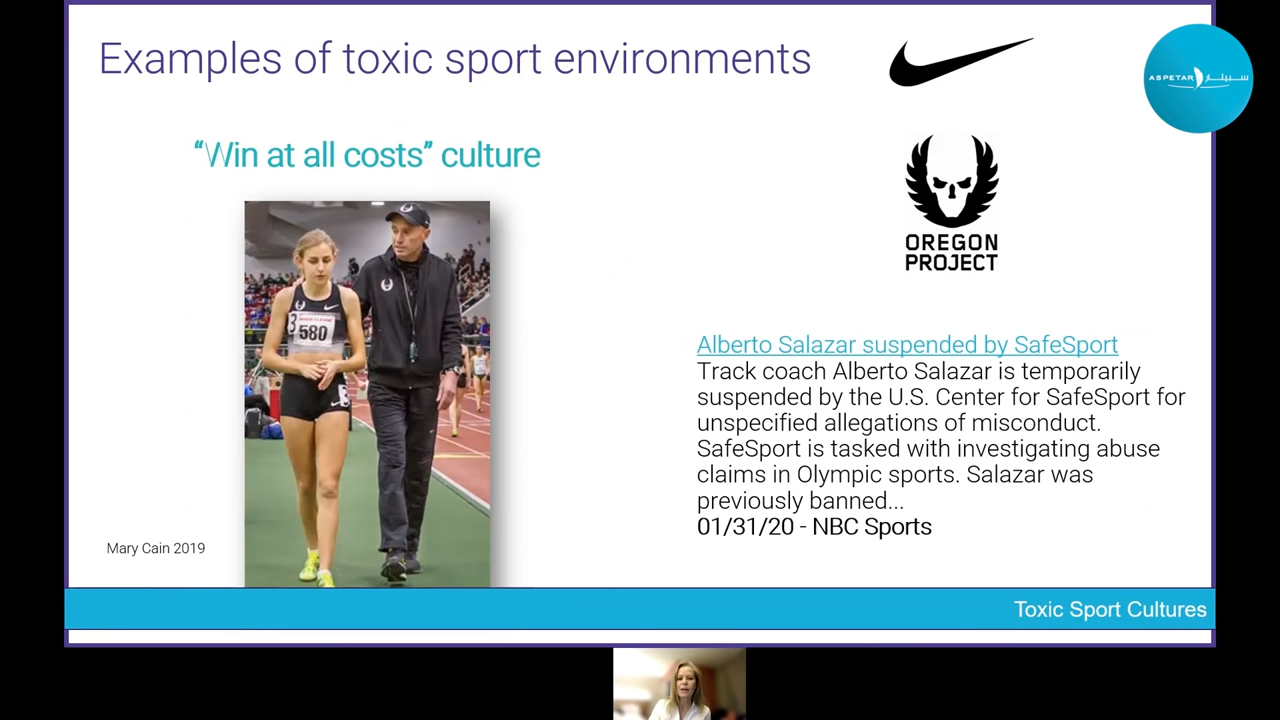 Examples of toxic sport environments
ASPETAR سبيتار
“Win at all costs” culture
OREGON
PROJECT
580
Alberto Salazar suspended by SafeSport
Track coach Alberto Salazar is temporarily
suspended by the U.S. Center for SafeSport for
unspecified allegations of misconduct.
SafeSport is tasked with investigating abuse
claims in Olympic sports. Salazar was
previously banned...
01/31/20 - NBC Sports
Mary Cain 2019
Toxic Sport Cultures